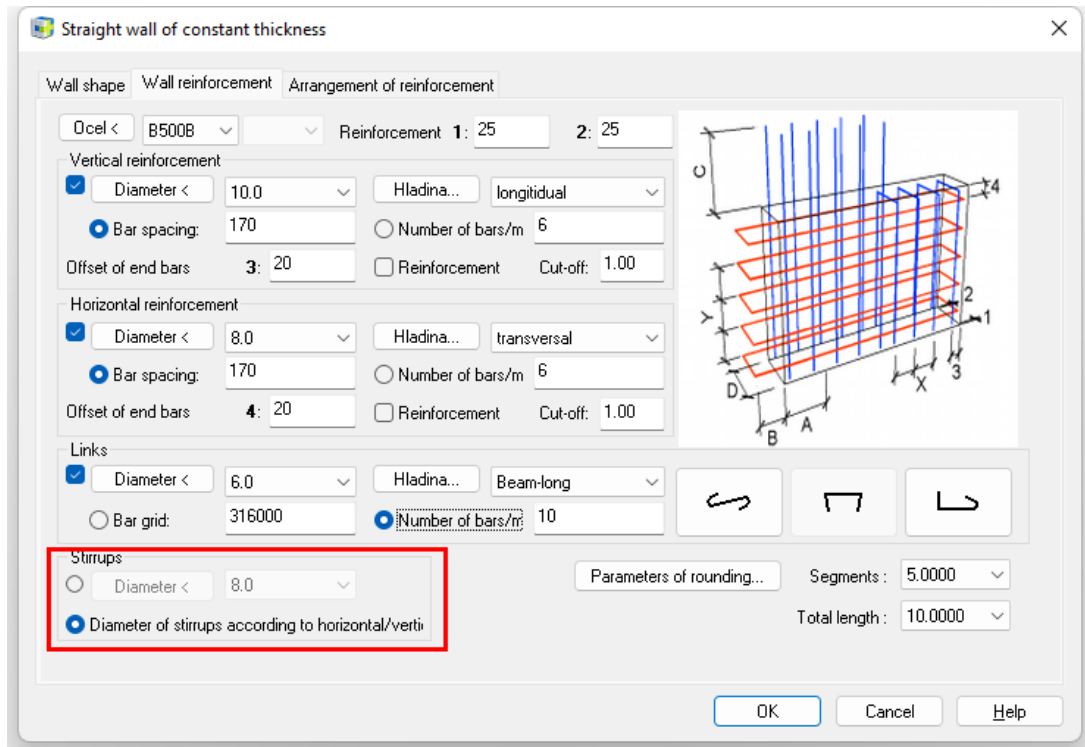 Straight wall of constant thickness
Wall shape Wall reinforcement Arrangement of reinforcement
Ocel < B500B Reinforcement 1: 25 2: 25
Vertical reinforcement
Diameter < 10.0 Hladina... longitidual
Bar spacing: 170 Number of bars/m 6
Offset of end bars 3: 20 Reinforcement Cut-off: 1.00
Horizontal reinforcement
Diameter < 8.0 Hladina... transversal
Bar spacing: 170 Number of bars/m 6
Offset of end bars 4: 20 Reinforcement Cut-off: 1.00
C
4
Y
2
1
D
X
3
B
A
Links
Diameter < 6.0 Hladina... Beam-long
Bar grid: 316000 Number of bars/m 10
Stirrups
Diameter < 8.0
Diameter of stirrups according to horizontal/verti
Parameters of rounding... Segments : 5.0000
Total length : 10.0000
OK Cancel Help